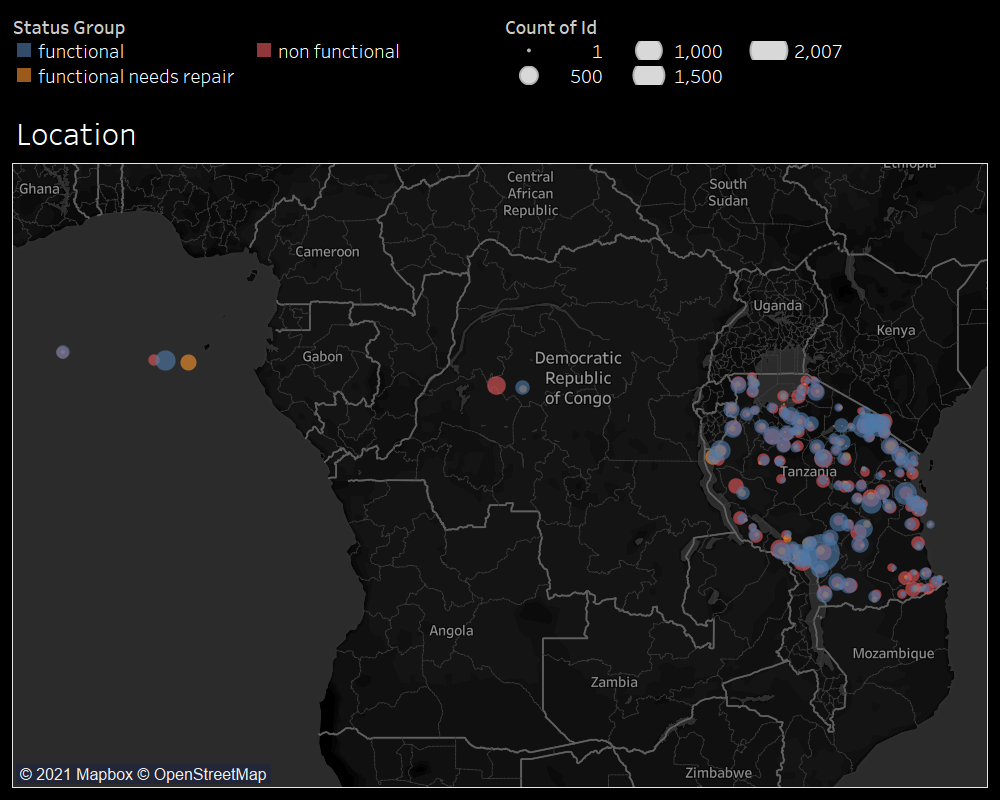 Status Group
functional
non functional
functional needs repair
Count of Id
1
1,000
2,007
500
1,500
Location
Ethiopia
Ghana
Central
African
Republic
South
Sudan
Cameroon
Uganda
Kenya
Gabon
Democratic
Republic
of Congo
Tanzania
Angola
Mozambique
Zambia
Zimbabwe
© 2021 Mapbox © OpenStreetMap